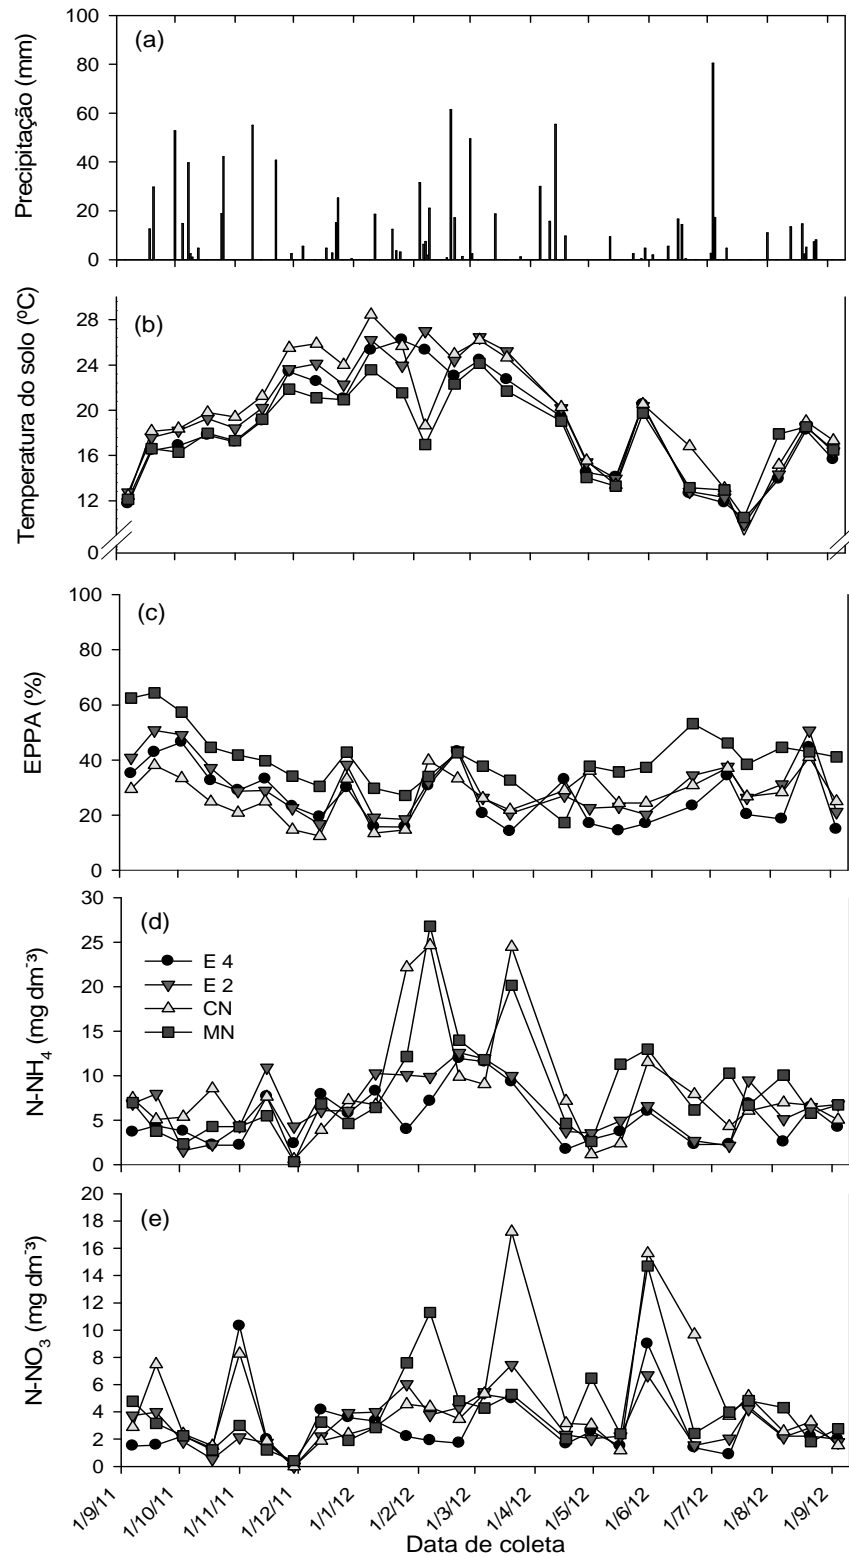 (a)
Precipitação (mm)
100
80
60
40
20
0
(b)
Temperatura do solo (ºC)
28
24
20
16
12
0
(c)
EPPA (%)
100
80
60
40
20
0
(d)
N-NH4 (mg dm-3)
30
25
20
15
10
5
0
E 4
E 2
CN
MN
(e)
N-NO3 (mg dm-3)
20
18
16
14
12
10
8
6
4
2
0
1/9/11 1/10/11 1/11/11 1/12/11 1/1/12 1/2/12 1/3/12 1/4/12 1/5/12 1/6/12 1/7/12 1/8/12 1/9/12
Data de coleta